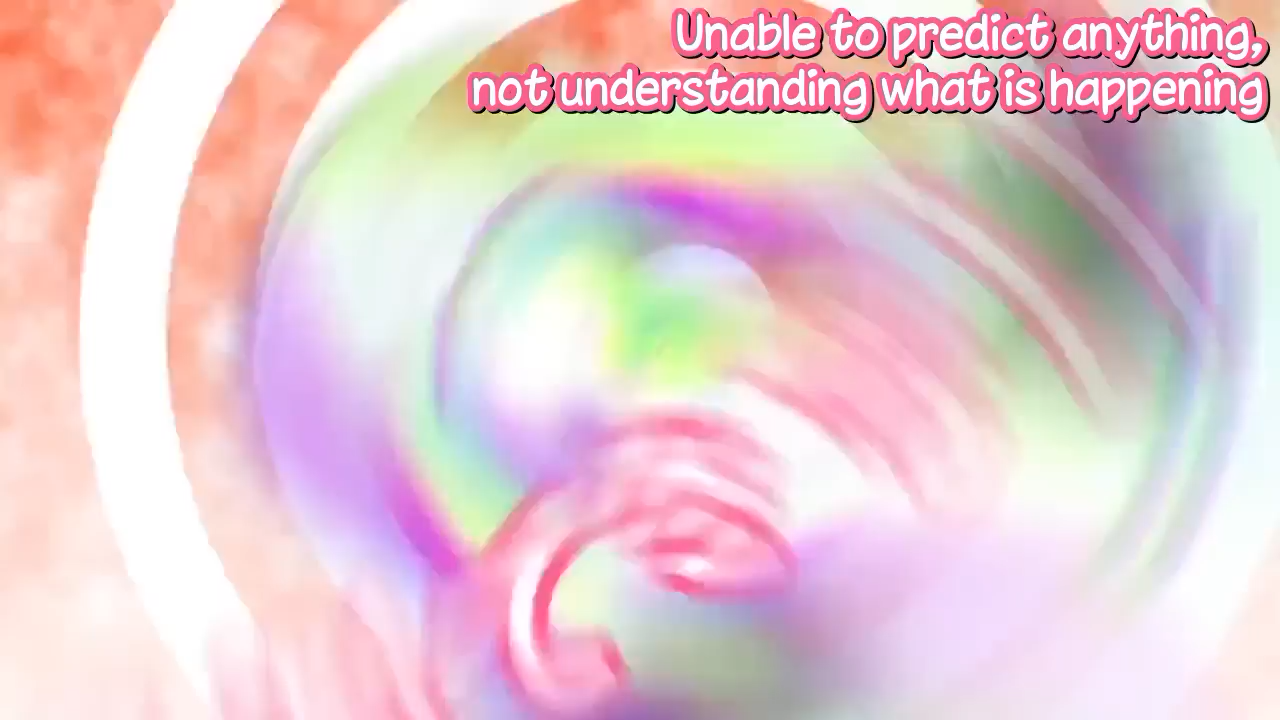 Unable to predict anything,
not understanding what is happening